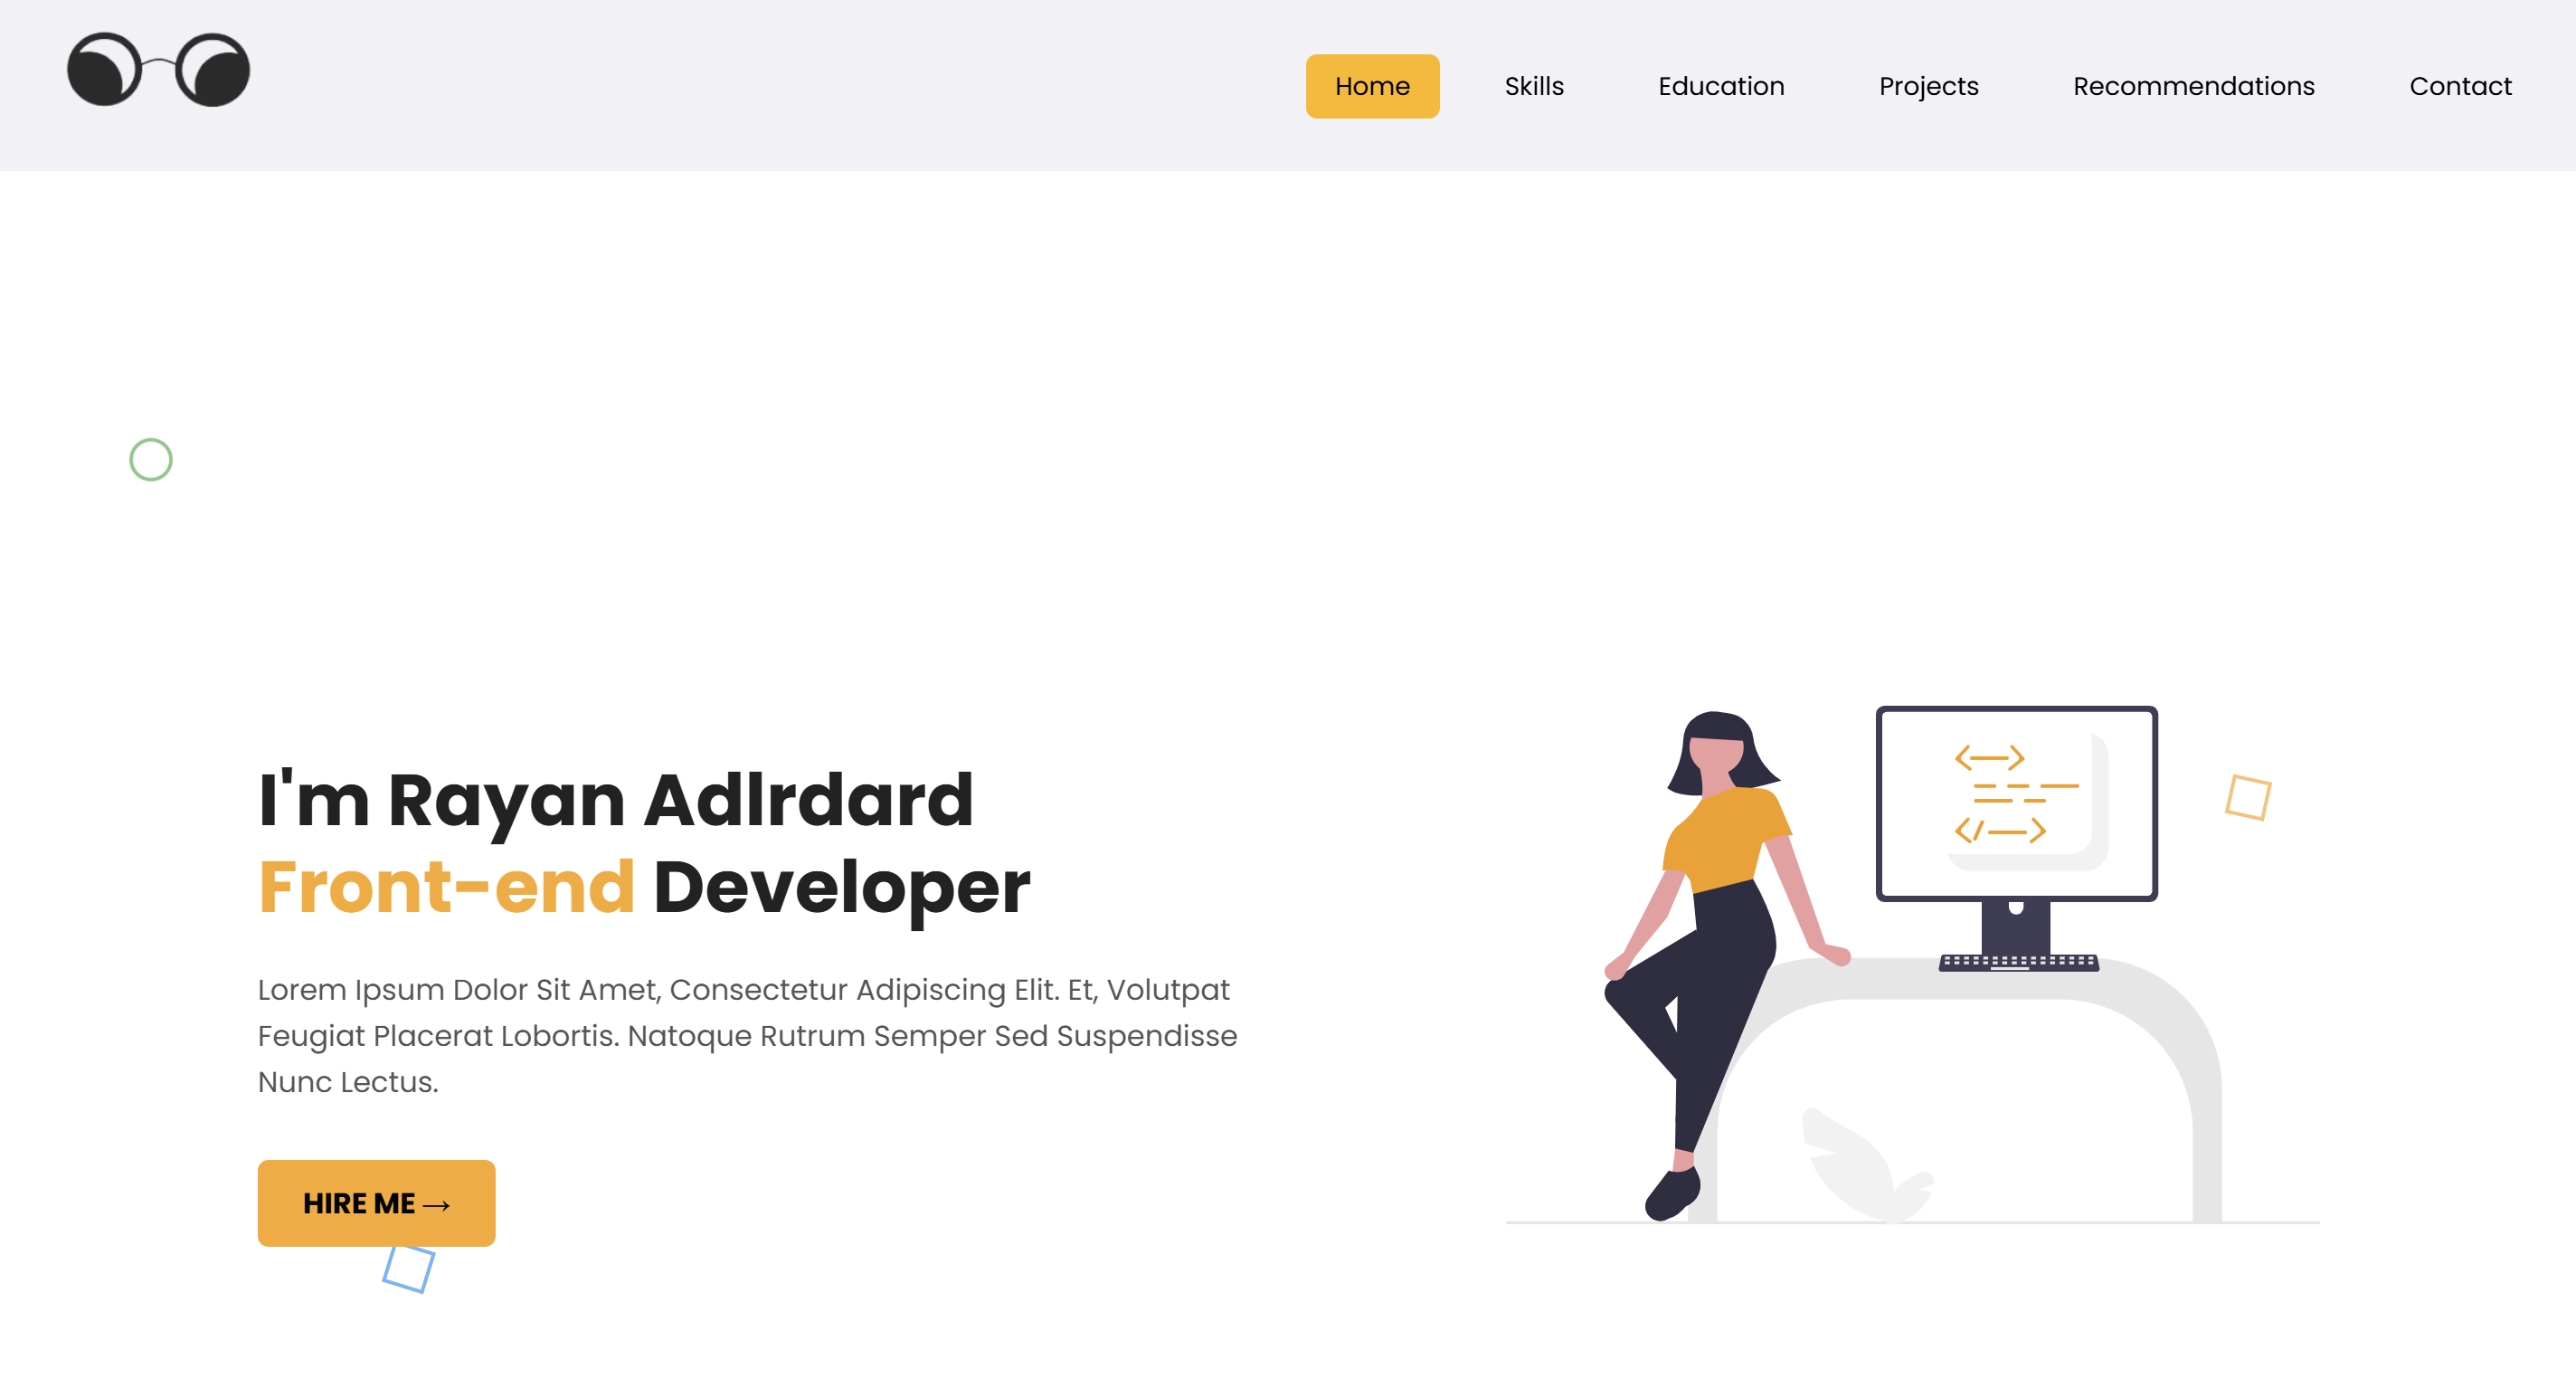 Home Skills Education Projects Recommendations Contact
I'm Rayan Adlrdard
Front-end Developer
Lorem Ipsum Dolor Sit Amet, Consectetur Adipiscing Elit. Et, Volutpat
Feugiat Placerat Lobortis. Natoque Rutrum Semper Sed Suspendisse
Nunc Lectus.
HIRE ME →